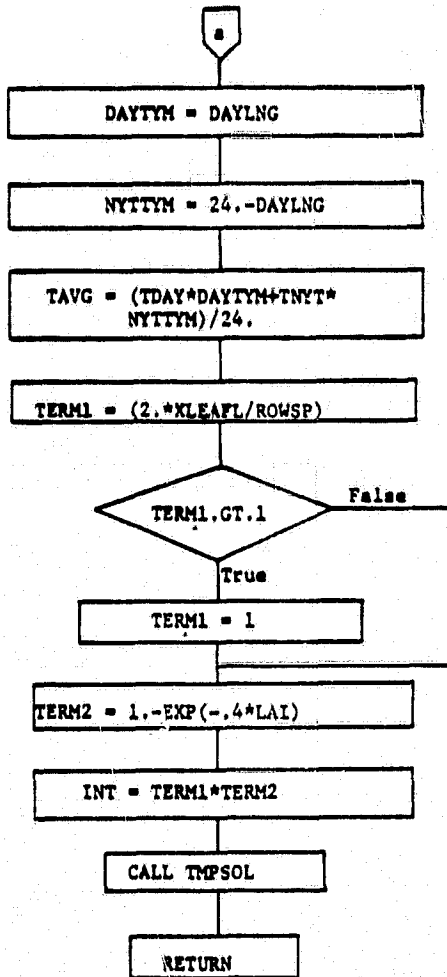 a
DAYTYM = DAYLNG
NYTTYM = 24.-DAYLNG
TAVG = (TDAY*DAYTYM+TNYT*
NYTTYM)/24.
TERM1 = (2.*XLEAFL/ROWSP)
TERM1.GT.1
False
True
TERM1 = 1
TERM2 = 1.-EXP(-.4*LAI)
INT = TERM1*TERM2
CALL TMPSOL
RETURN